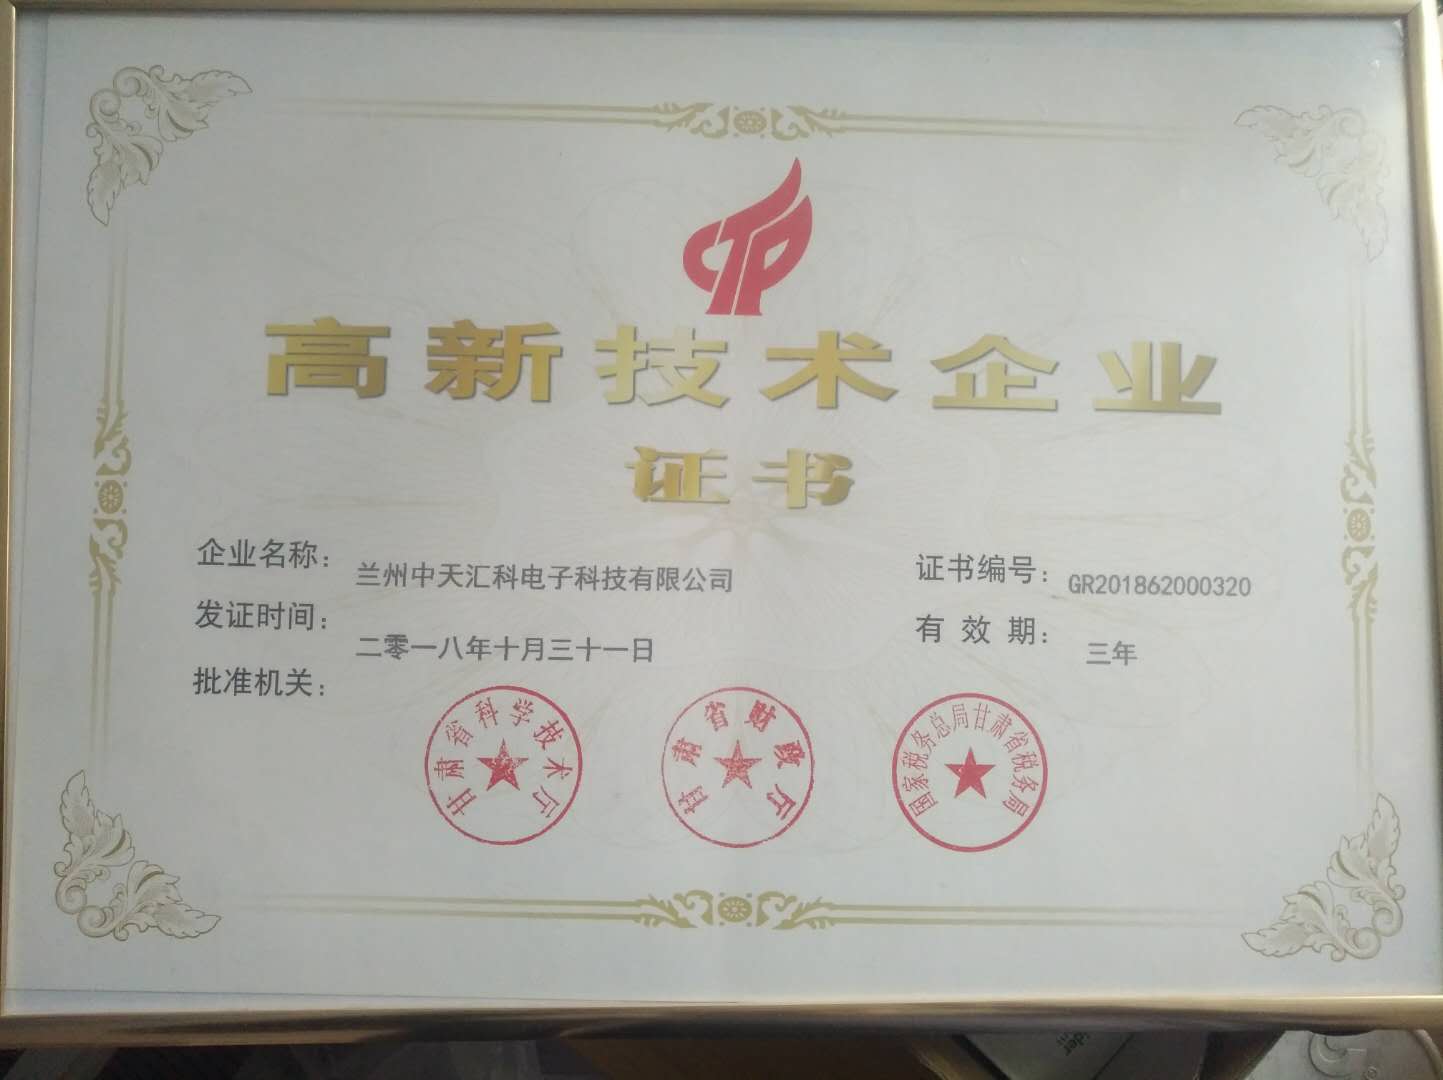 CTP
高新技术企业
证书
企业名称: 兰州中天汇科电子科技有限公司
证书编号: GR201862000320
发证时间: 二零一八年十月三十一日
有 效 期: 三年
批准机关:
甘肃省科学技术厅
甘肃省财政厅
国家税务总局甘肃省税务局